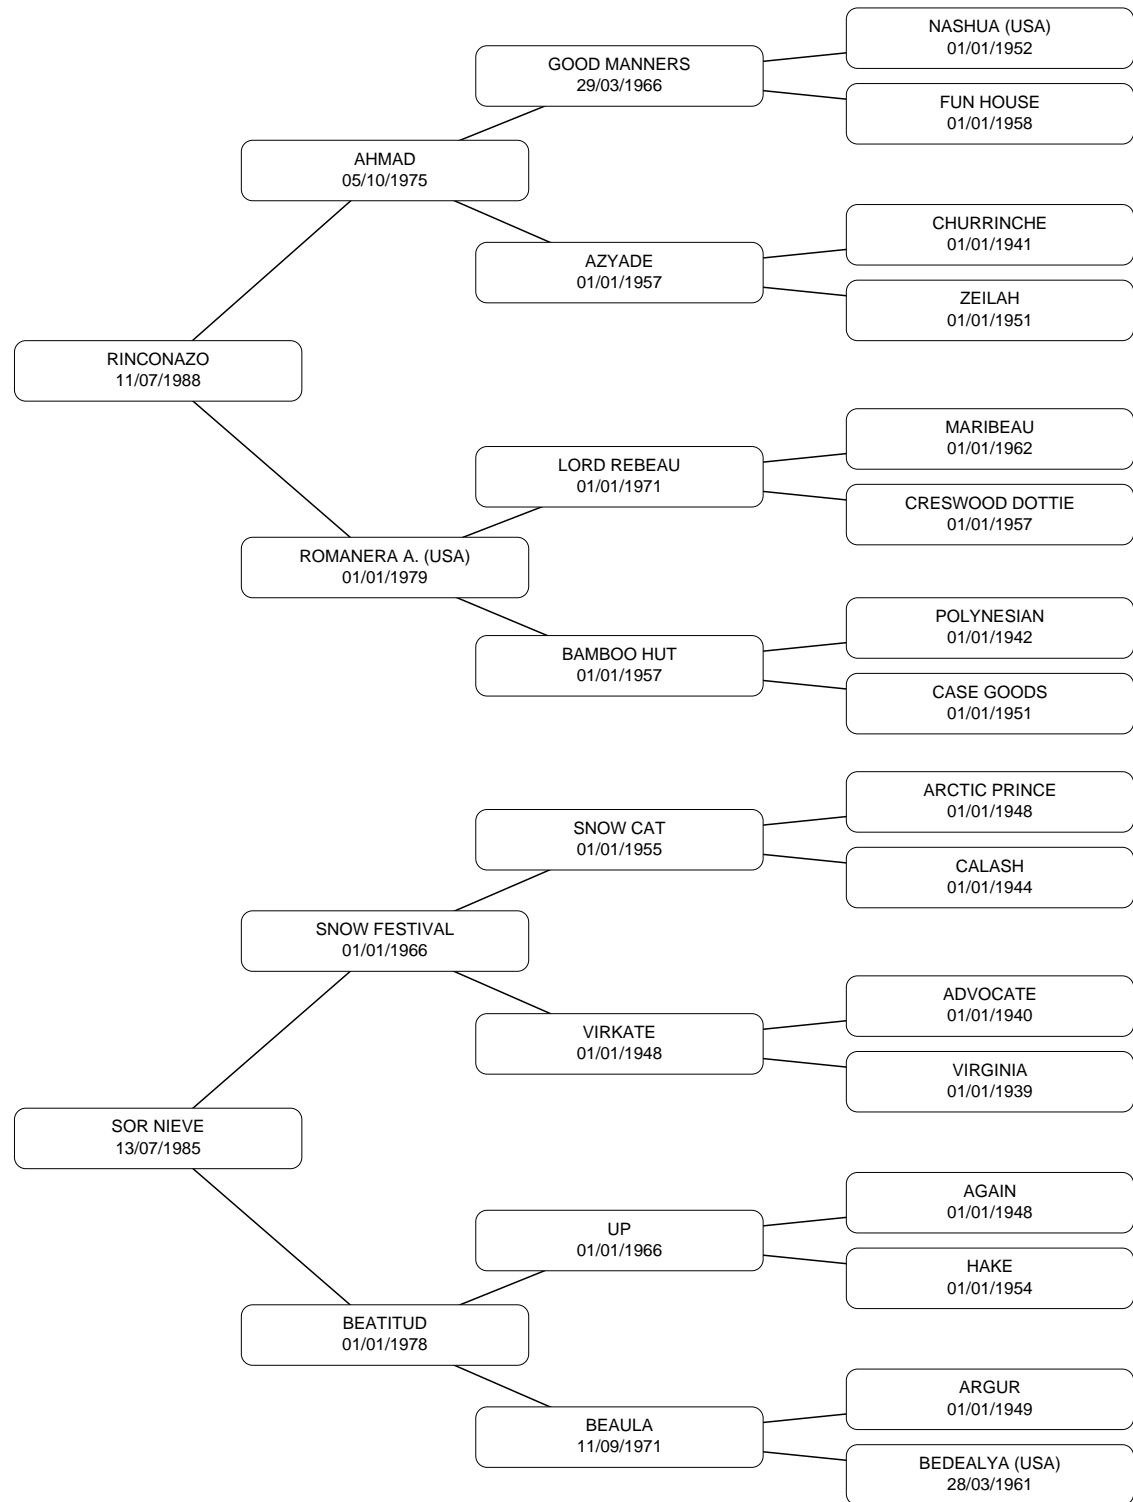 NASHUA (USA)
01/01/1952
GOOD MANNERS
29/03/1966
FUN HOUSE
01/01/1958
AHMAD
05/10/1975
CHURRINCHE
01/01/1941
AZYADE
01/01/1957
ZEILAH
01/01/1951
RINCONAZO
11/07/1988
MARIBEAU
01/01/1962
LORD REBEAU
01/01/1971
CRESWOOD DOTTIE
01/01/1957
ROMANERA A. (USA)
01/01/1979
POLYNESIAN
01/01/1942
BAMBOO HUT
01/01/1957
CASE GOODS
01/01/1951
ARCTIC PRINCE
01/01/1948
SNOW CAT
01/01/1955
CALASH
01/01/1944
SNOW FESTIVAL
01/01/1966
ADVOCATE
01/01/1940
VIRKATE
01/01/1948
VIRGINIA
01/01/1939
SOR NIEVE
13/07/1985
AGAIN
01/01/1948
UP
01/01/1966
HAKE
01/01/1954
BEATITUD
01/01/1978
ARGUR
01/01/1949
BEAULA
11/09/1971
BEDEALYA (USA)
28/03/1961